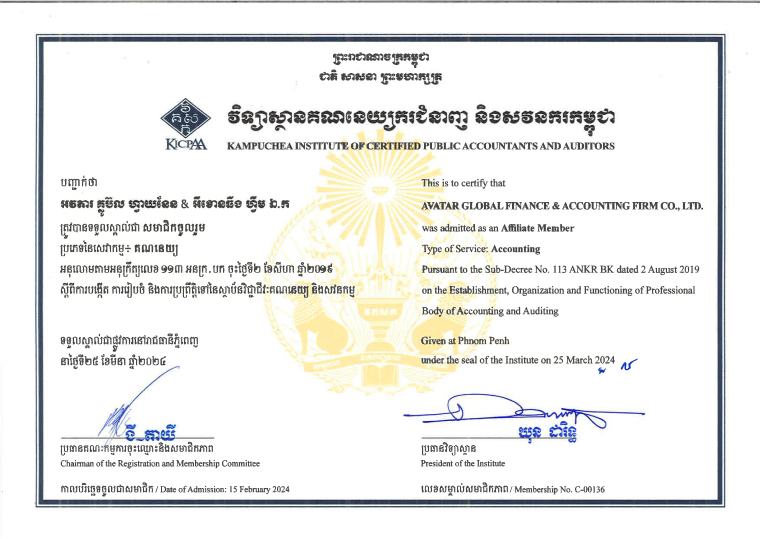 ព្រះរាជាណាចក្រកម្ពុជា
ជាតិ សាសនា ព្រះមហាក្សត្រ
គសក
KICPAA
វិទ្យាស្ថានគណនេយ្យករជំនាញ និងសវនករកម្ពុជា
KAMPUCHEA INSTITUTE OF CERTIFIED PUBLIC ACCOUNTANTS AND AUDITORS
បញ្ជាក់ថា
អវតារ គ្លូប៊ល ហ្វាយនែន & អឹខោនធីង ហ្វឹម ឯ.ក
ត្រូវបានទទួលស្គាល់ជា សមាជិកចូលរួម
ប្រភេទនៃសេវាកម្ម៖ គណនេយ្យ
អនុលោមតាមអនុក្រឹត្យលេខ ១១៣ អនក្រ.បក ចុះថ្ងៃទី២ ខែសីហា ឆ្នាំ២០១៩
ស្ដីពីការបង្កើត ការរៀបចំ និងការប្រព្រឹត្តិទៅនៃស្ថាប័នវិជ្ជាជីវៈគណនេយ្យ និងសវនកម្ម
ទទួលស្គាល់ជាផ្លូវការនៅរាជធានីភ្នំពេញ
នាថ្ងៃទី២៥ ខែមីនា ឆ្នាំ២០២៤
This is to certify that
AVATAR GLOBAL FINANCE & ACCOUNTING FIRM CO., LTD.
was admitted as an Affiliate Member
Type of Service: Accounting
Pursuant to the Sub-Decree No. 113 ANKR BK dated 2 August 2019
on the Establishment, Organization and Functioning of Professional
Body of Accounting and Auditing
Given at Phnom Penh
under the seal of the Institute on 25 March 2024
ទី ភាឃី
ប្រធានគណៈកម្មការចុះឈ្មោះនិងសមាជិកភាព
Chairman of the Registration and Membership Committee
យុន ដារិទ្ធ
ប្រធានវិទ្យាស្ថាន
President of the Institute
កាលបរិច្ឆេទចូលជាសមាជិក / Date of Admission: 15 February 2024
លេខសម្គាល់សមាជិកភាព / Membership No. C-00136